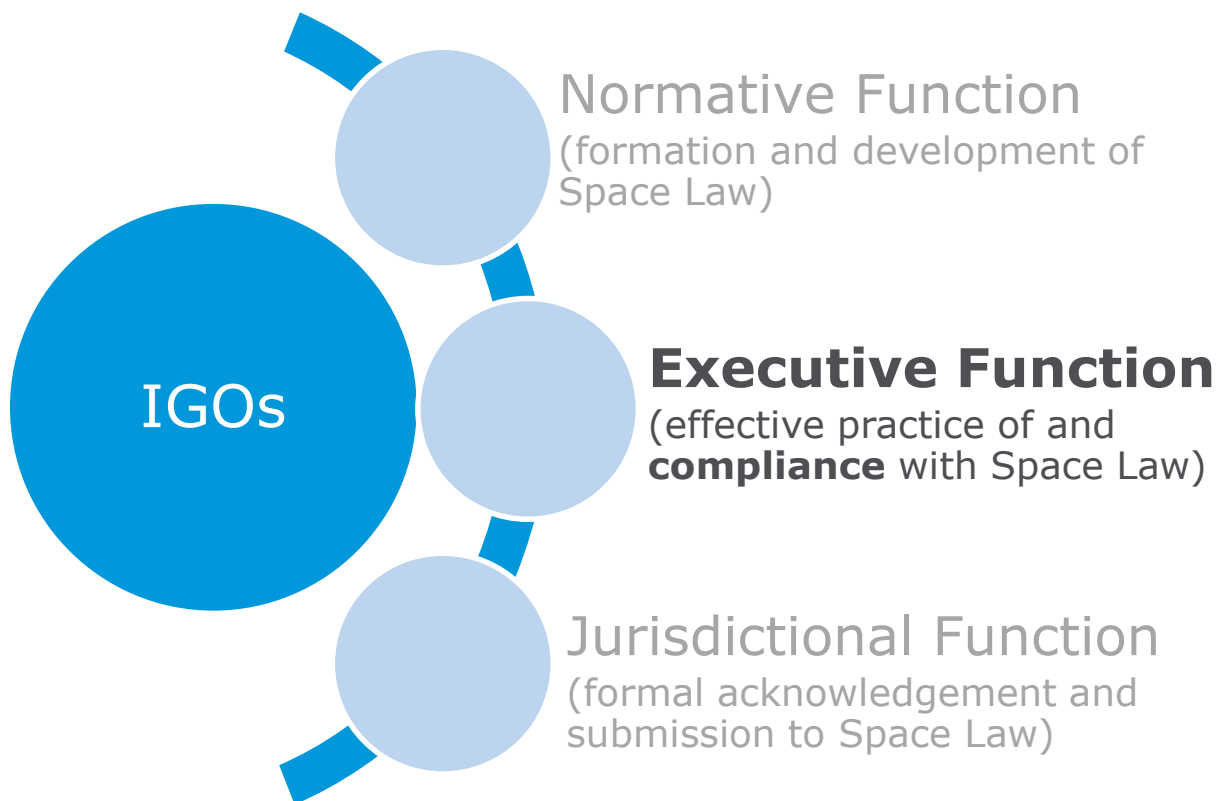 Normative Function
(formation and development of
Space Law)
IGOs
Executive Function
(effective practice of and
compliance with Space Law)
Jurisdictional Function
(formal acknowledgement and
submission to Space Law)